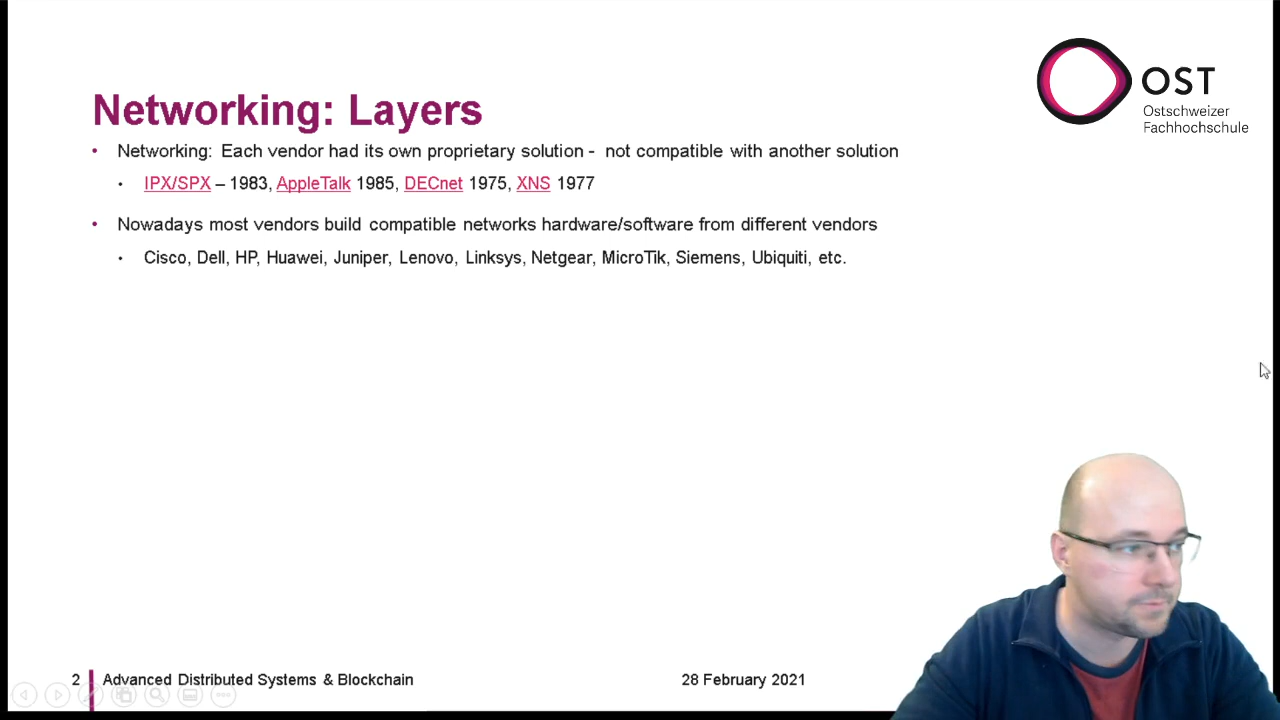 OST
Ostschweizer
Fachhochschule
Networking: Layers
• Networking: Each vendor had its own proprietary solution - not compatible with another solution
• IPX/SPX – 1983, AppleTalk 1985, DECnet 1975, XNS 1977
• Nowadays most vendors build compatible networks hardware/software from different vendors
• Cisco, Dell, HP, Huawei, Juniper, Lenovo, Linksys, Netgear, MicroTik, Siemens, Ubiquiti, etc.
2 Advanced Distributed Systems & Blockchain 28 February 2021